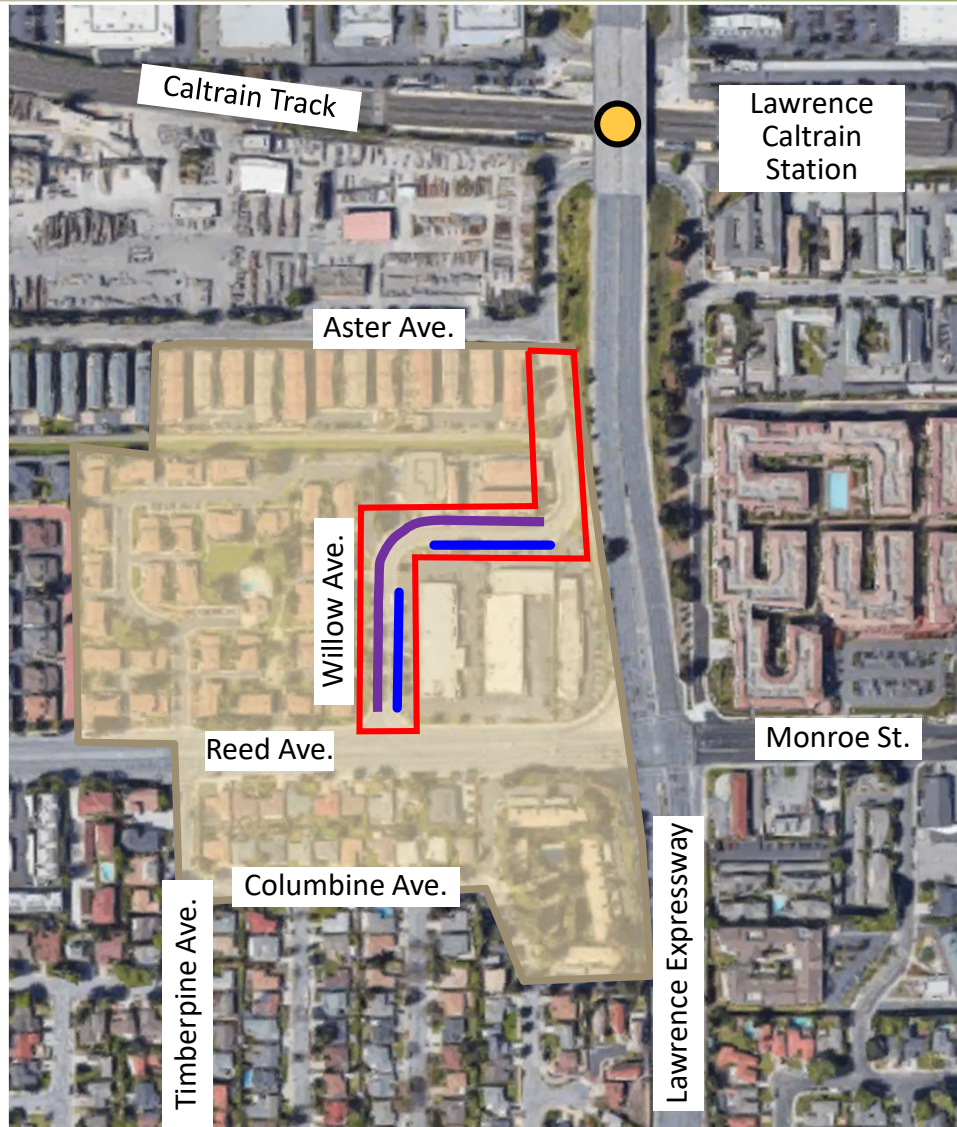 Caltrain Track
Lawrence
Caltrain
Station
Aster Ave.
Willow Ave.
Reed Ave.
Monroe St.
Columbine Ave.
Timberpine Ave.
Lawrence Expressway